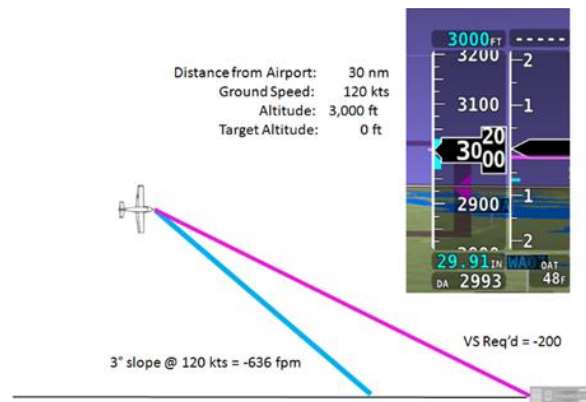 3000FT -----
3200 2
Distance from Airport: 30 nm
Ground Speed: 120 kts
Altitude: 3,000 ft
Target Altitude: 0 ft
3100 1
20
30 00
2900 1
2
29.91IN WA07 OAT
DA 2993 48F
VS Req'd = -200
3° slope @ 120 kts = -636 fpm